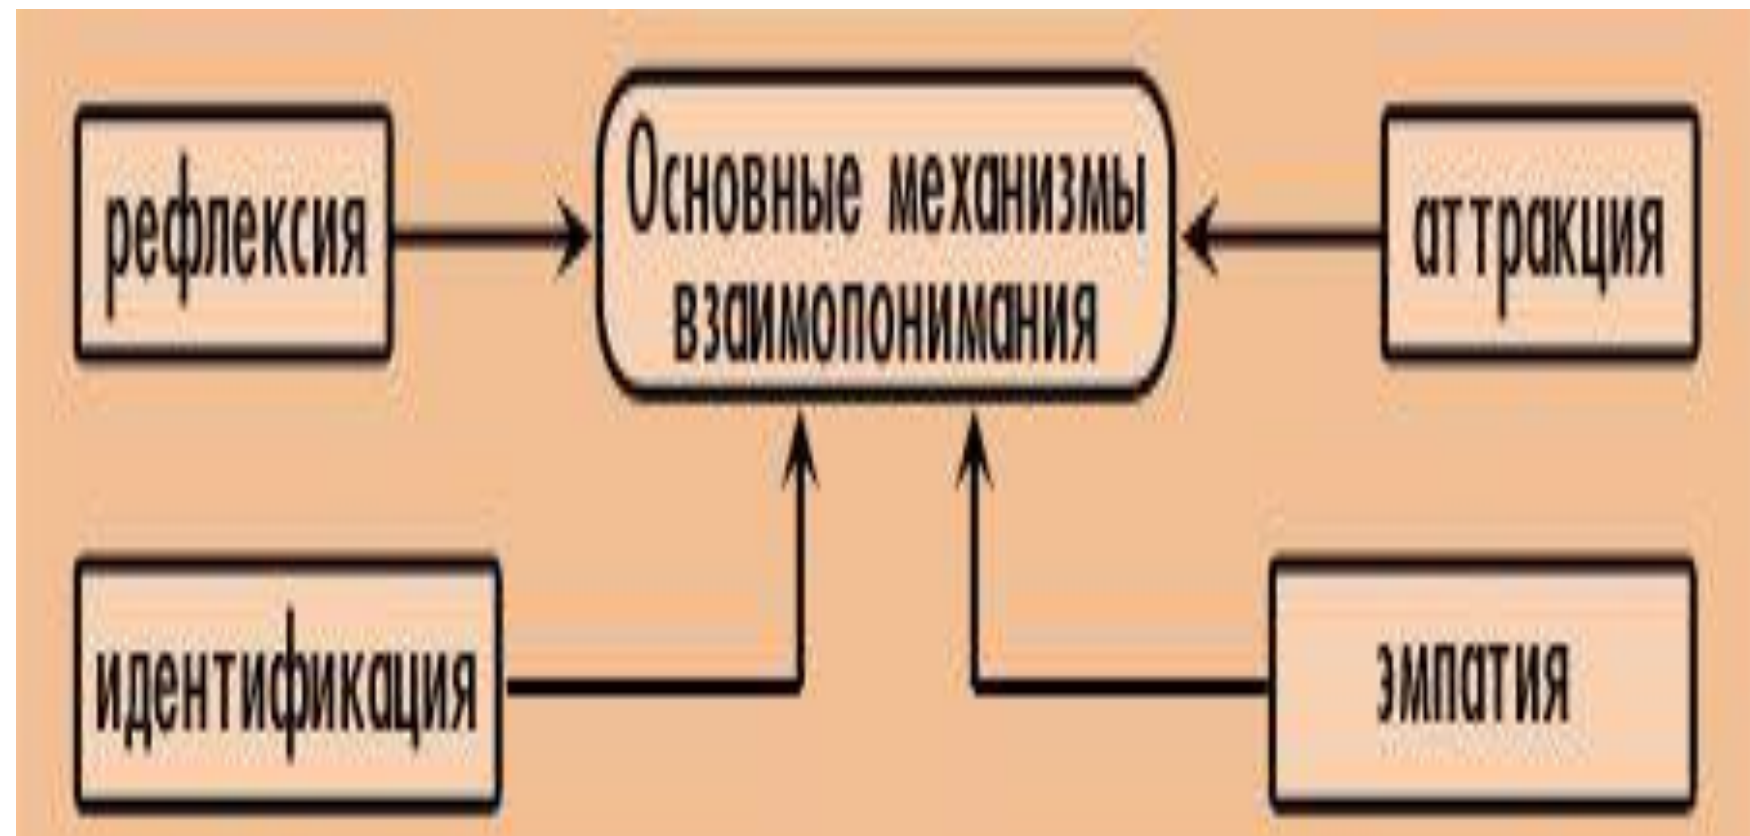 рефлексия
Основные механизмы
взаимопонимания
аттракция
идентификация
эмпатия